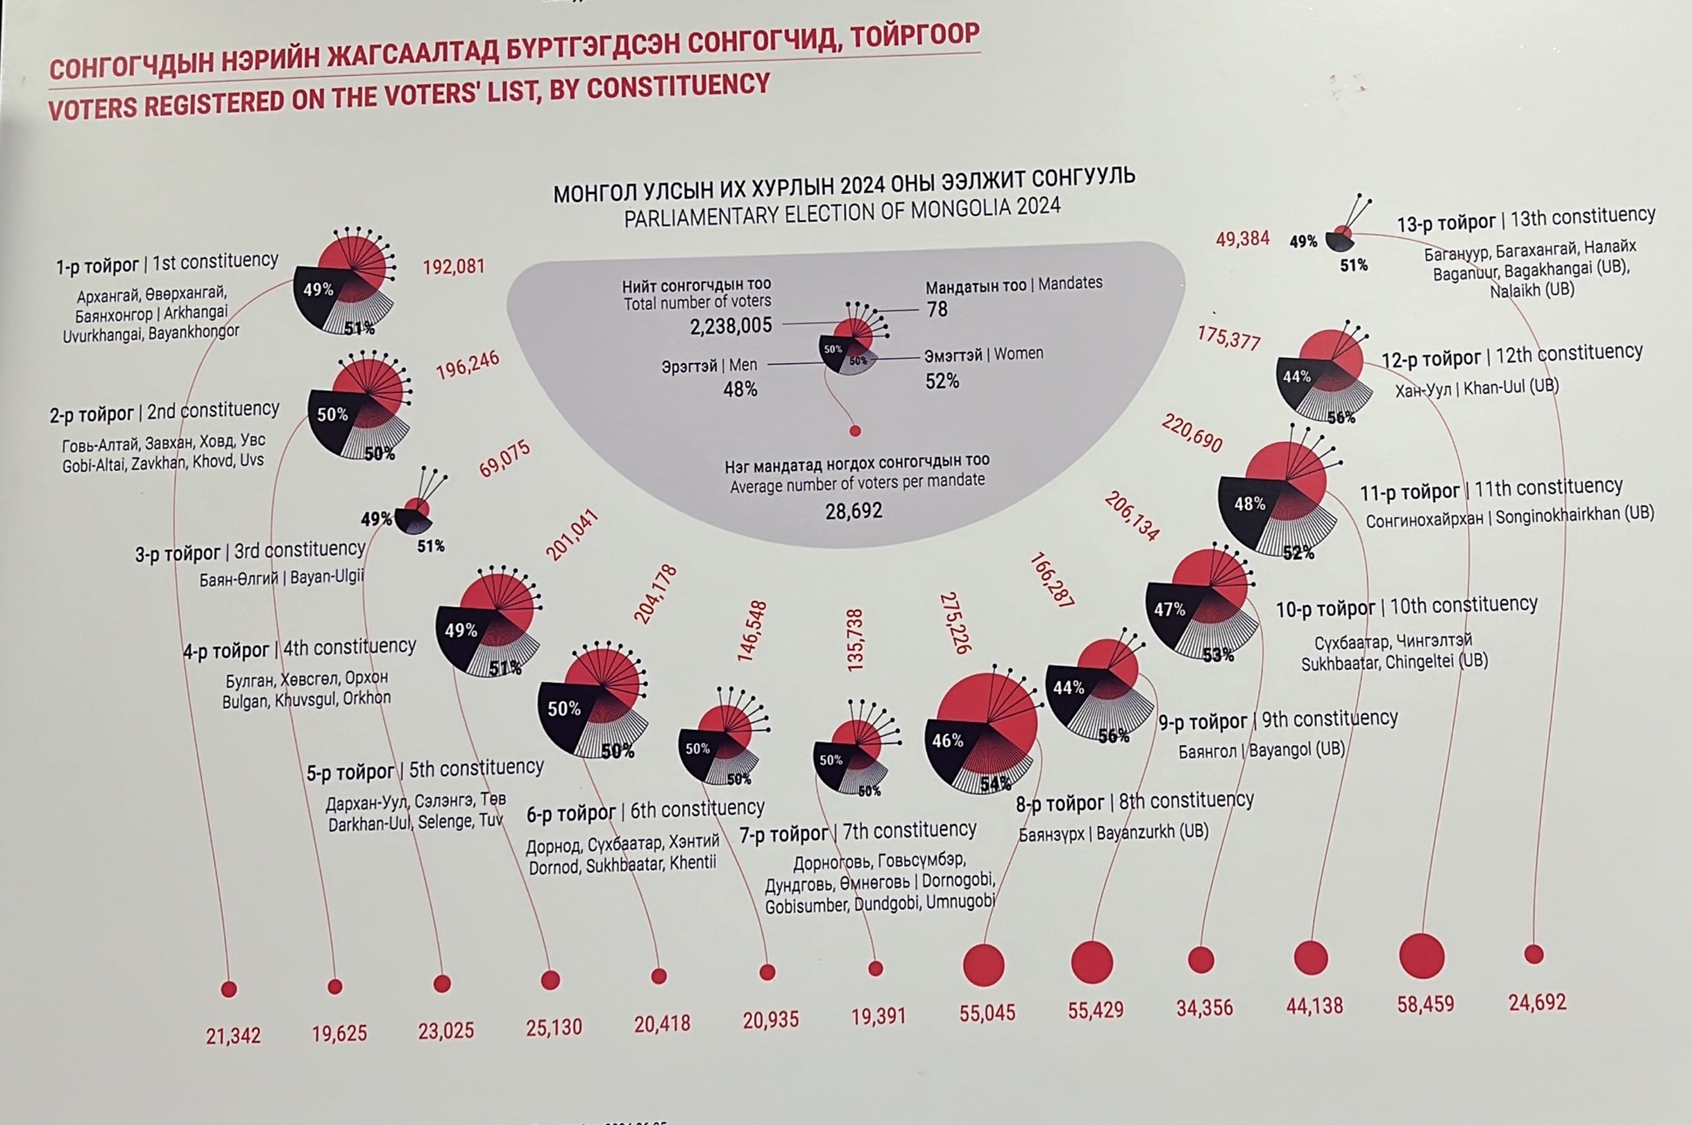 СОНГОГЧДЫН НЭРИЙН ЖАГСААЛТАД БҮРТГЭГДСЭН СОНГОГЧИД, ТОЙРГООР
VOTERS REGISTERED ON THE VOTERS' LIST, BY CONSTITUENCY
МОНГОЛ УЛСЫН ИХ ХУРЛЫН 2024 ОНЫ ЭЭЛЖИТ СОНГУУЛЬ
PARLIAMENTARY ELECTION OF MONGOLIA 2024
Нийт сонгогчдын тоо
Total number of voters
2,238,005
Мандатын тоо | Mandates
78
Эрэгтэй | Men
48%
50%
50%
Эмэгтэй | Women
52%
Нэг мандатад ногдох сонгогчдын тоо
Average number of voters per mandate
28,692
1-р тойрог | 1st constituency
Архангай, Өвөрхангай,
Баянхонгор | Arkhangai
Uvurkhangai, Bayankhongor
49%
51%
192,081
2-р тойрог | 2nd constituency
Говь-Алтай, Завхан, Ховд, Увс
Gobi-Altai, Zavkhan, Khovd, Uvs
50%
50%
196,246
3-р тойрог | 3rd constituency
Баян-Өлгий | Bayan-Ulgii
49%
51%
69,075
4-р тойрог | 4th constituency
Булган, Хөвсгөл, Орхон
Bulgan, Khuvsgul, Orkhon
49%
51%
201,041
5-р тойрог | 5th constituency
Дархан-Уул, Сэлэнгэ, Төв
Darkhan-Uul, Selenge, Tuv
50%
50%
204,178
6-р тойрог | 6th constituency
Дорнод, Сүхбаатар, Хэнтий
Dornod, Sukhbaatar, Khentii
50%
50%
146,548
7-р тойрог | 7th constituency
Дорноговь, Говьсүмбэр,
Дундговь, Өмнөговь | Dornogobi,
Gobisumber, Dundgobi, Umnugobi
50%
50%
135,738
8-р тойрог | 8th constituency
Баянзүрх | Bayanzurkh (UB)
46%
54%
275,226
9-р тойрог | 9th constituency
Баянгол | Bayangol (UB)
44%
56%
166,287
10-р тойрог | 10th constituency
Сүхбаатар, Чингэлтэй
Sukhbaatar, Chingeltei (UB)
47%
53%
206,134
11-р тойрог | 11th constituency
Сонгинохайрхан | Songinokhairkhan (UB)
48%
52%
220,690
12-р тойрог | 12th constituency
Хан-Уул | Khan-Uul (UB)
44%
56%
175,377
13-р тойрог | 13th constituency
Багануур, Багахангай, Налайх
Baganuur, Bagakhangai (UB),
Nalaikh (UB)
49%
51%
49,384
21,342
19,625
23,025
25,130
20,418
20,935
19,391
55,045
55,429
34,356
44,138
58,459
24,692